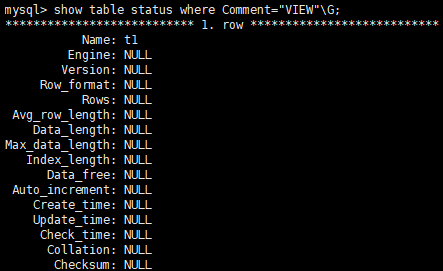 mysql> show table status where Comment="VIEW"\G;
*************************** 1. row ***************************
Name: t1
Engine: NULL
Version: NULL
Row_format: NULL
Rows: NULL
Avg_row_length: NULL
Data_length: NULL
Max_data_length: NULL
Index_length: NULL
Data_free: NULL
Auto_increment: NULL
Create_time: NULL
Update_time: NULL
Check_time: NULL
Collation: NULL
Checksum: NULL